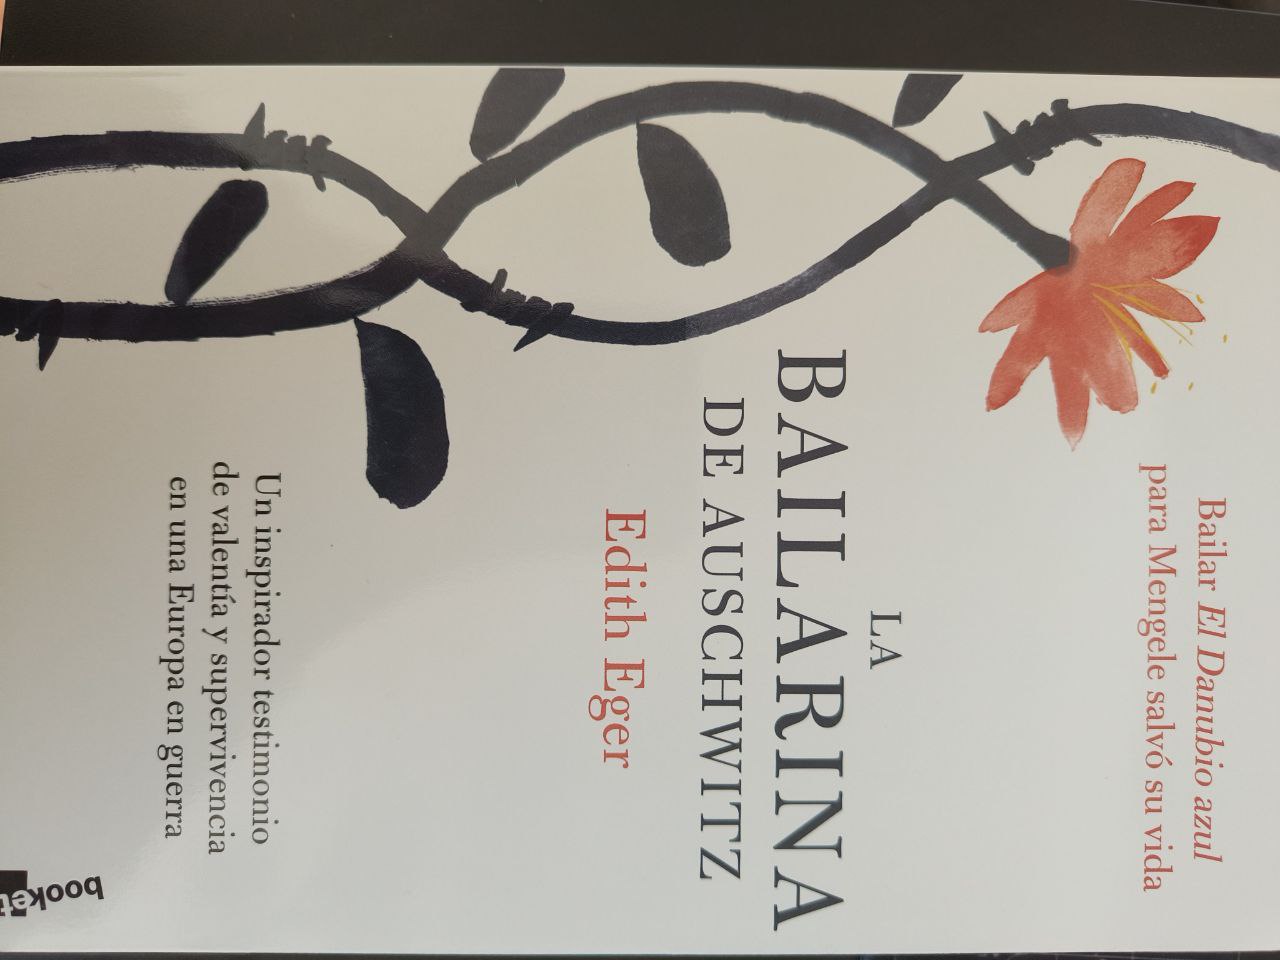 Bailar El Danubio azul
para Mengele salvó su vida
LA
BAILARINA
DE AUSCHWITZ
Edith Eger
Un inspirador testimonio
de valentía y supervivencia
en una Europa en guerra
booket